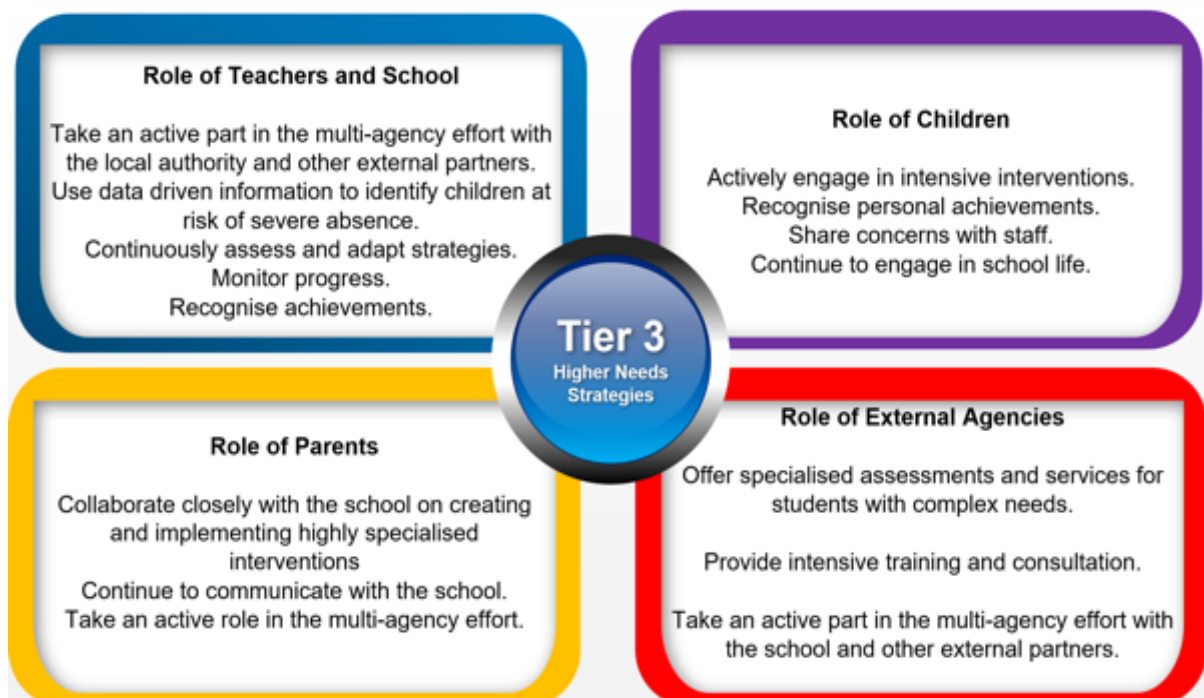 Role of Teachers and School
Take an active part in the multi-agency effort with
the local authority and other external partners.
Use data driven information to identify children at
risk of severe absence.
Continuously assess and adapt strategies.
Monitor progress.
Recognise achievements.
Role of Children
Actively engage in intensive interventions.
Recognise personal achievements.
Share concerns with staff.
Continue to engage in school life.
Tier 3
Higher Needs
Strategies
Role of Parents
Collaborate closely with the school on creating
and implementing highly specialised
interventions
Continue to communicate with the school.
Take an active role in the multi-agency effort.
Role of External Agencies
Offer specialised assessments and services for
students with complex needs.
Provide intensive training and consultation.
Take an active part in the multi-agency effort with
the school and other external partners.